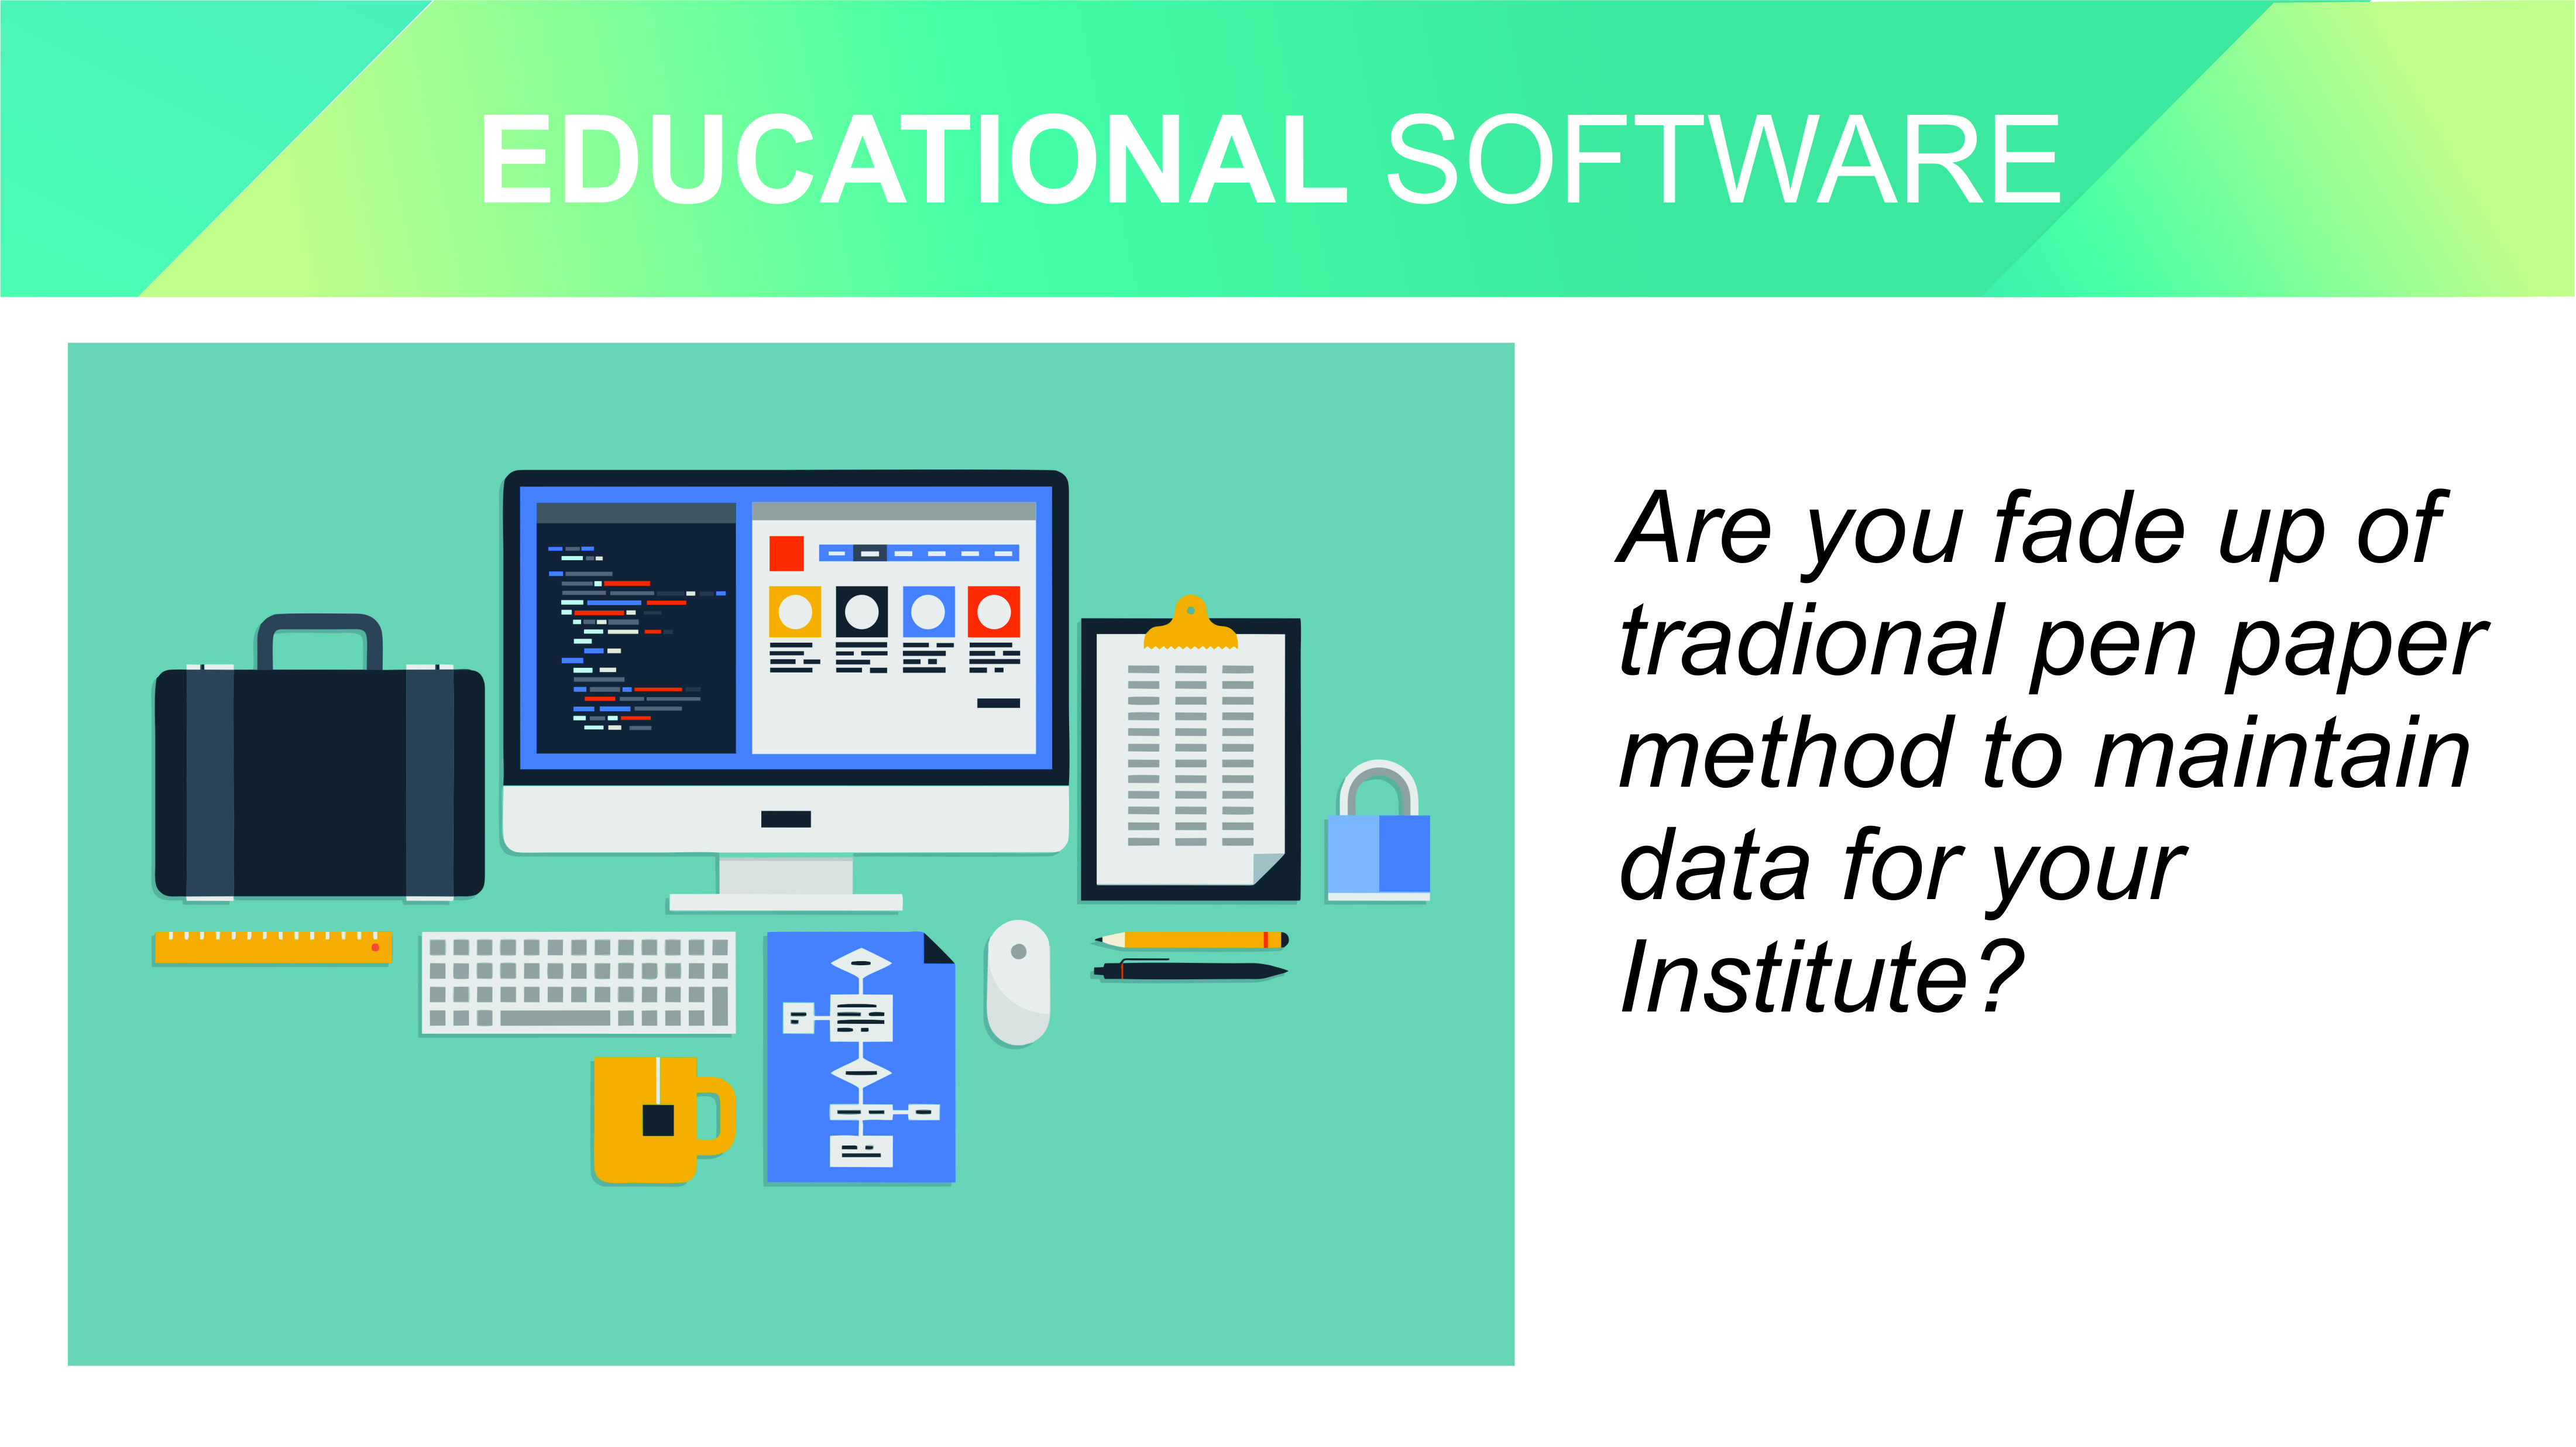 EDUCATIONAL SOFTWARE
Are you fade up of
tradional pen paper
method to maintain
data for your
Institute?